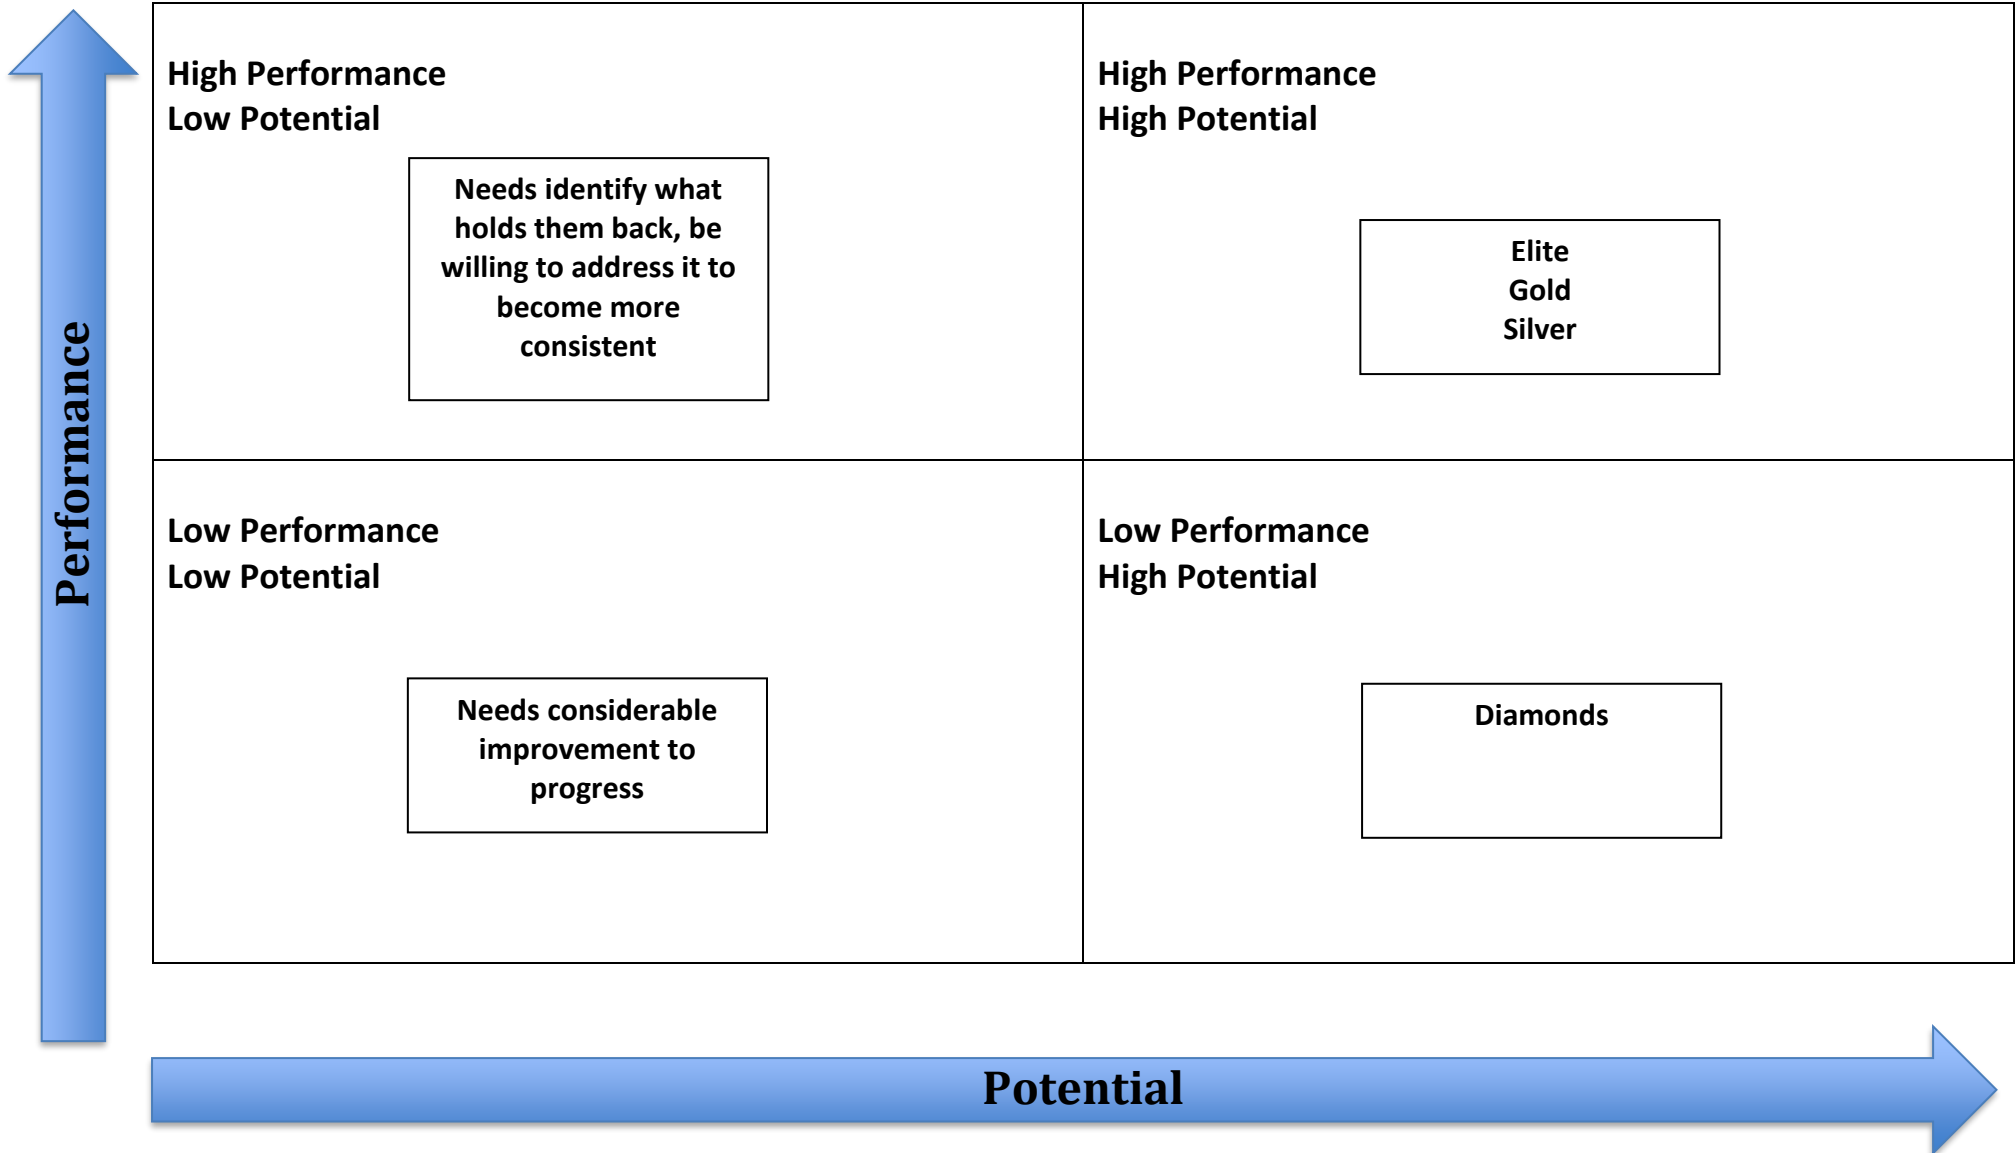 High Performance
Low Potential
Needs identify what
holds them back, be
willing to address it to
become more
consistent
High Performance
High Potential
Elite
Gold
Silver
Performance
Low Performance
Low Potential
Needs considerable
improvement to
progress
Low Performance
High Potential
Diamonds
Potential